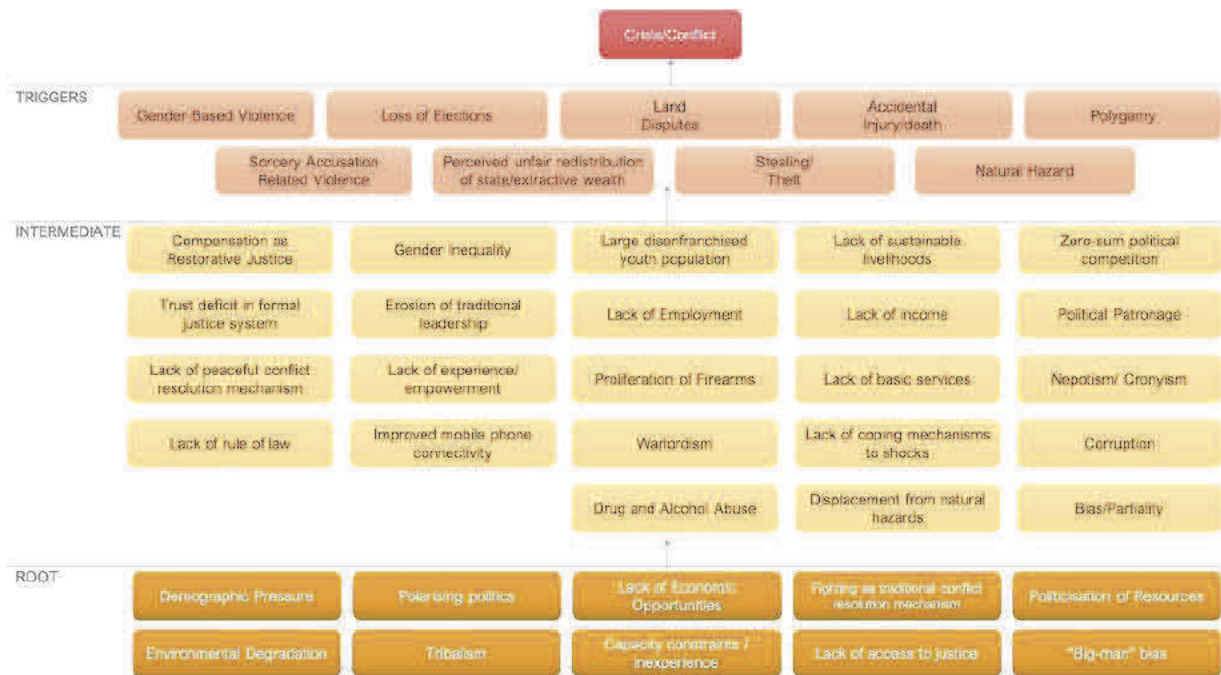 Crisis/Conflict
TRIGGERS
Gender Based Violence
Loss of Elections
Land
Disputes
Accidental
Injury/death
Polygamy
Sorcery Accusation
Related Violence
Perceived unfair redistribution
of state/extractive wealth
Stealing/
Theft
Natural Hazard
INTERMEDIATE
Compensation as
Restorative Justice
Gender Inequality
Large disenfranchised
youth population
Lack of sustainable
livelihoods
Zero-sum political
competition
Trust deficit in formal
justice system
Erosion of traditional
leadership
Lack of Employment
Lack of income
Political Patronage
Lack of peaceful conflict
resolution mechanism
Lack of experience/
empowerment
Proliferation of Firearms
Lack of basic services
Nepotism/ Cronyism
Lack of rule of law
Improved mobile phone
connectivity
Warlordism
Lack of coping mechanisms
to shocks
Corruption
Drug and Alcohol Abuse
Displacement from natural
hazards
Bias/Partiality
ROOT
Demographic Pressure
Polarising politics
Lack of Economic
Opportunities
Fighting as traditional conflict
resolution mechanism
Politicisation of Resources
Environmental Degradation
Tribalism
Capacity constraints /
inexperience
Lack of access to justice
"Big-man" bias